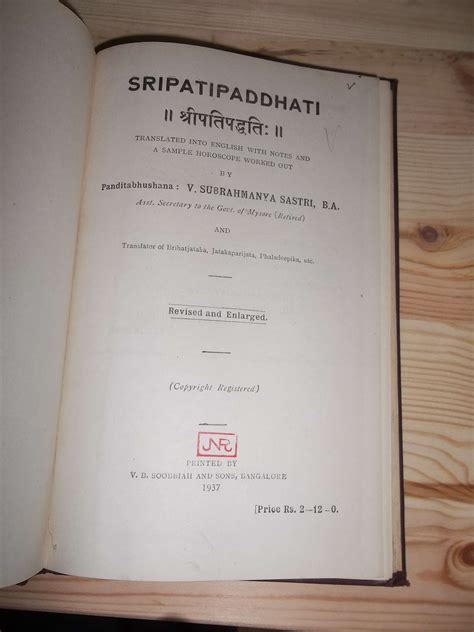 SRIPATIPADDHATI
॥ श्रीपतिपद्धतिः ॥
TRANSLATED INTO ENGLISH WITH NOTES AND
A SAMPLE HOROSCOPE WORKED OUT
BY
Panditabhushana: V. SUBRAHMANYA SASTRI, B.A.
Asst. Secretary to the Govt. of Mysore (Retired)
AND
Translator of Brihatjataka, Jatakaparijata, Phaladeepika, etc.
Revised and Enlarged.
(Copyright Registered)
JNR
PRINTED BY
V. B. SOOBBIAH AND SONS, BANGALORE
1937
[Price Rs. 2—12—0.